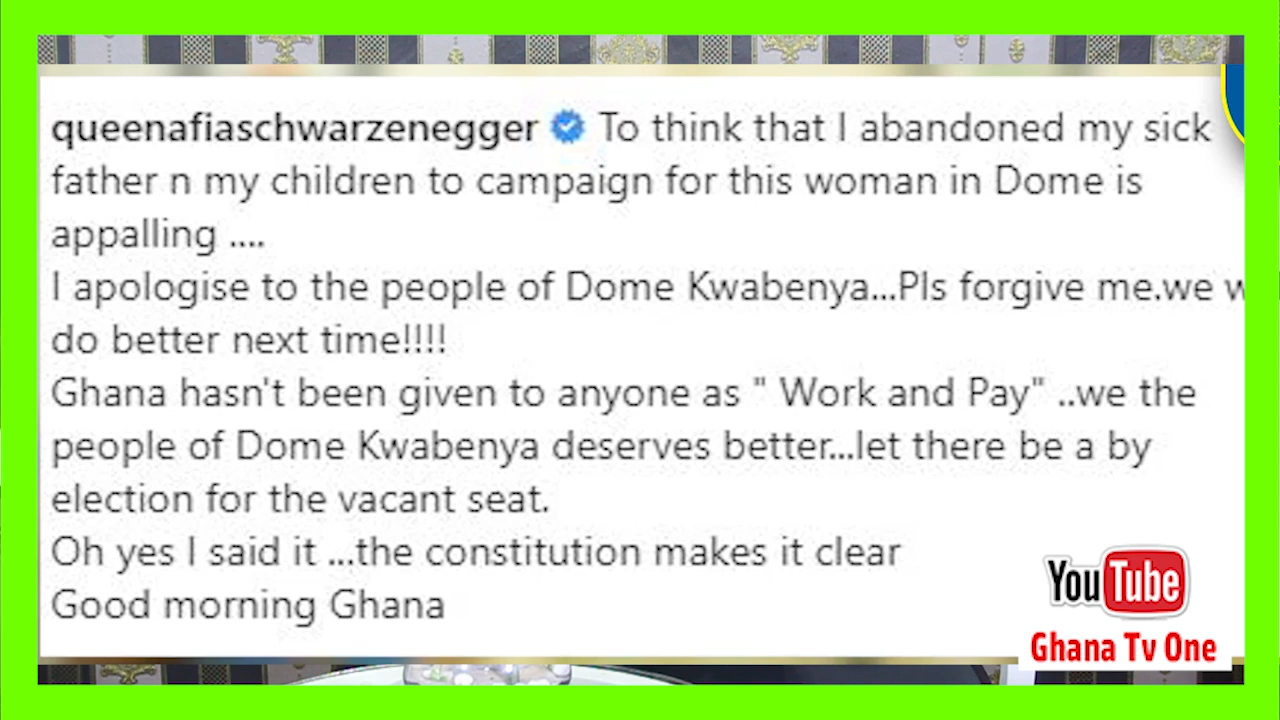 queenafiaschwarzenegger To think that I abandoned my sick
father n my children to campaign for this woman in Dome is
appalling ....
I apologise to the people of Dome Kwabenya...Pls forgive me.we
do better next time!!!!
Ghana hasn't been given to anyone as " Work and Pay" ..we the
people of Dome Kwabenya deserves better...let there be a by
election for the vacant seat.
Oh yes I said it ...the constitution makes it clear
Good morning Ghana
YouTube
Ghana Tv One